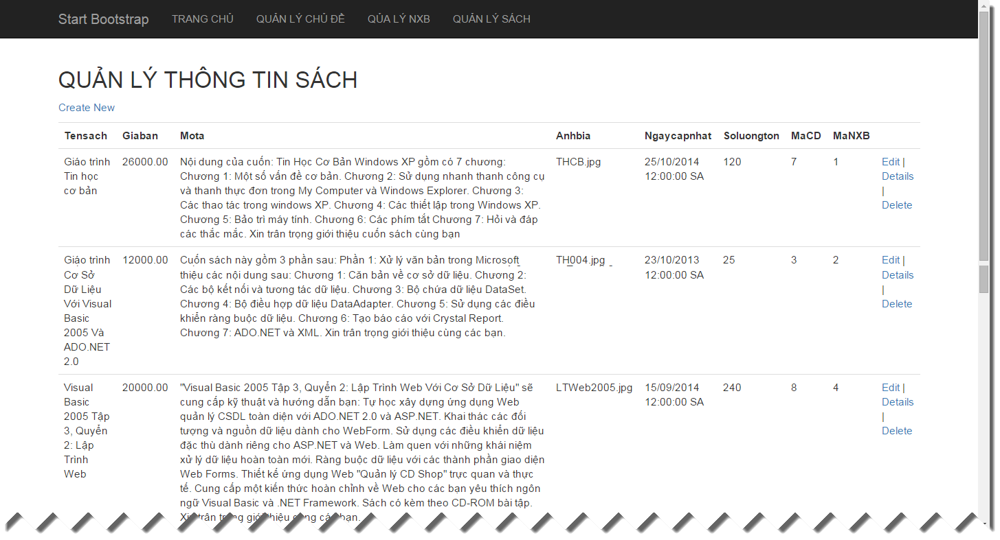 Start Bootstrap TRANG CHỦ QUẢN LÝ CHỦ ĐỀ QỦA LÝ NXB QUẢN LÝ SÁCH
QUẢN LÝ THÔNG TIN SÁCH
Create New
Tensach Giaban Mota Anhbia Ngaycapnhat Soluongton MaCD MaNXB
Giáo trình 26000.00 Nội dung của cuốn: Tin Học Cơ Bản Windows XP gồm có 7 chương: THCB.jpg 25/10/2014 120 7 1 Edit |
Tin học Chương 1: Một số vấn đề cơ bản. Chương 2: Sử dụng nhanh thanh công cụ 12:00:00 SA Details
cơ bản và thanh thực đơn trong My Computer và Windows Explorer. Chương 3: |
Các thao tác trong windows XP. Chương 4: Các thiết lập trong Windows XP. Delete
Chương 5: Bảo trì máy tính. Chương 6: Các phím tắt Chương 7: Hỏi và đáp
các thắc mắc. Xin trân trọng giới thiệu cuốn sách cùng bạn
Giáo trình 12000.00 Cuốn sách này gồm 3 phần sau: Phần 1: Xử lý văn bản trong Microsoft TH004.jpg 23/10/2013 25 3 2 Edit |
Cơ Sở thiệu các nội dung sau: Chương 1: Căn bản về cơ sở dữ liệu. Chương 2: 12:00:00 SA Details
Dữ Liệu Các bộ kết nối và tương tác dữ liệu. Chương 3: Bộ chứa dữ liệu DataSet. |
Với Visual Chương 4: Bộ điều hợp dữ liệu DataAdapter. Chương 5: Sử dụng các điều Delete
Basic khiển ràng buộc dữ liệu. Chương 6: Tạo báo cáo với Crystal Report.
2005 Và Chương 7: ADO.NET và XML. Xin trân trọng giới thiệu cùng các bạn.
ADO.NET
2.0
Visual 20000.00 "Visual Basic 2005 Tập 3, Quyển 2: Lập Trình Web Với Cơ Sở Dữ Liệu" sẽ LTWeb2005.jpg 15/09/2014 240 8 4 Edit |
Basic cung cấp kỹ thuật và hướng dẫn bạn: Tự học xây dựng ứng dụng Web 12:00:00 SA Details
2005 Tập quản lý CSDL toàn diện với ADO.NET 2.0 và ASP.NET. Khai thác các đối |
3, Quyển tượng và nguồn dữ liệu dành cho WebForm. Sử dụng các điều khiển dữ liệu Delete
2: Lập đặc thù dành riêng cho ASP.NET và Web. Làm quen với những khái niệm
Trình xử lý dữ liệu hoàn toàn mới. Ràng buộc dữ liệu với các thành phần giao diện
Web Web Forms. Thiết kế ứng dụng Web "Quản lý CD Shop" trực quan và thực
tế. Cung cấp một kiến thức hoàn chỉnh về Web cho các bạn yêu thích ngôn
ngữ Visual Basic và .NET Framework. Sách có kèm theo CD-ROM bài tập.
Xin trân trọng giới thiệu cùng các bạn.